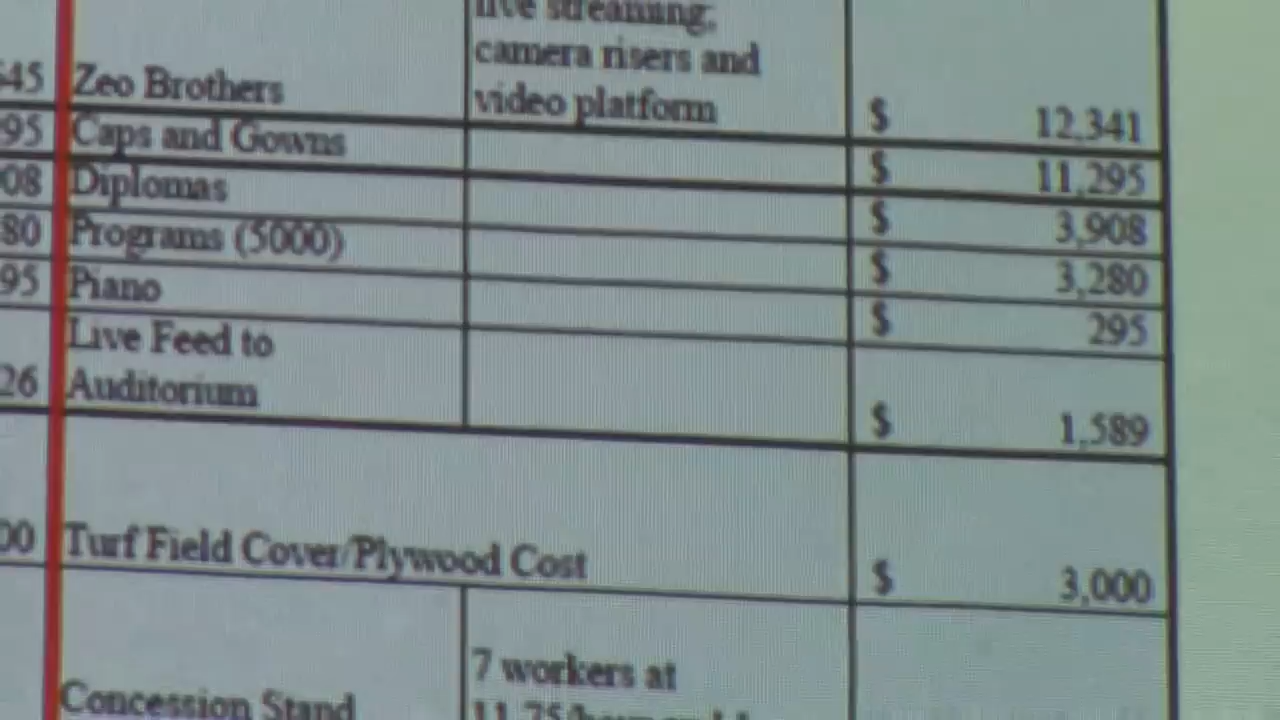 live streaming;
camera risers and
645 Zeo Brothers video platform $ 12,341
95 Caps and Gowns $ 11,295
08 Diplomas $ 3,908
80 Programs (5000) $ 3,280
95 Piano $ 295
Live Feed to
26 Auditorium $ 1,589
00 Turf Field Cover/Plywood Cost $ 3,000
7 workers at
Concession Stand